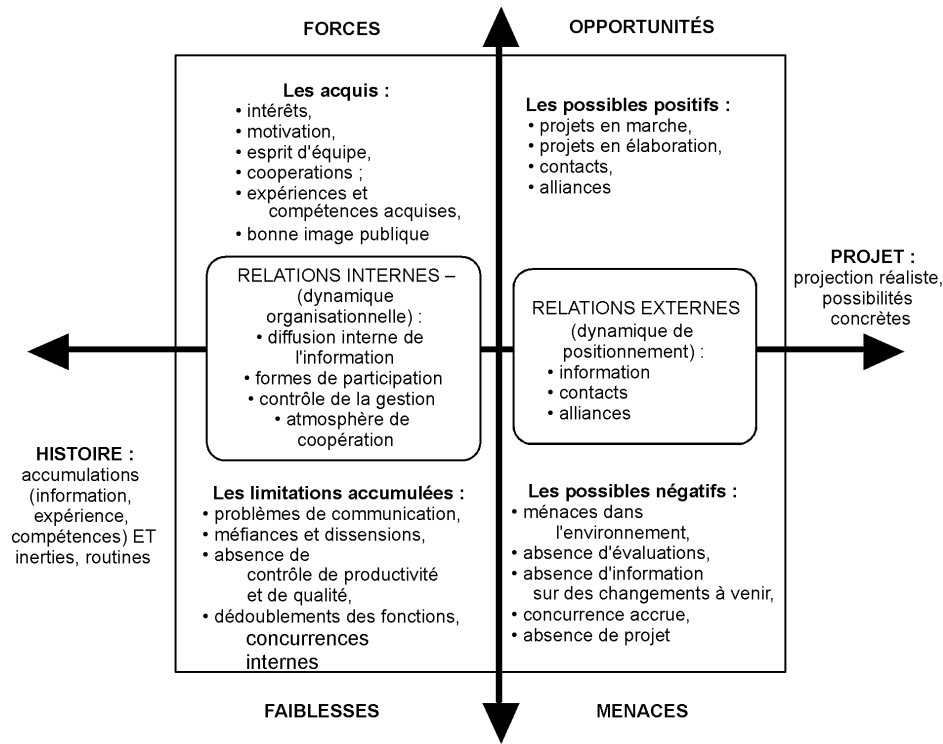 FORCES
OPPORTUNITÉS
Les acquis :
• intérêts,
• motivation,
• esprit d'équipe,
• cooperations ;
• expériences et
compétences acquises,
• bonne image publique
Les possibles positifs :
• projets en marche,
• projets en élaboration,
• contacts,
• alliances
RELATIONS INTERNES –
(dynamique
organisationnelle) :
• diffusion interne de
l'information
• formes de participation
• contrôle de la gestion
• atmosphère de
coopération
RELATIONS EXTERNES
(dynamique de
positionnement) :
• information
• contacts
• alliances
PROJET :
projection réaliste,
possibilités
concrètes
HISTOIRE :
accumulations
(information,
expérience,
compétences) ET
inerties, routines
Les limitations accumulées :
• problèmes de communication,
• méfiances et dissensions,
• absence de
contrôle de productivité
et de qualité,
• dédoublements des fonctions,
concurrences
internes
Les possibles négatifs :
• ménaces dans
l'environnement,
• absence d'évaluations,
• absence d'information
sur des changements à venir,
• concurrence accrue,
• absence de projet
FAIBLESSES
MENACES